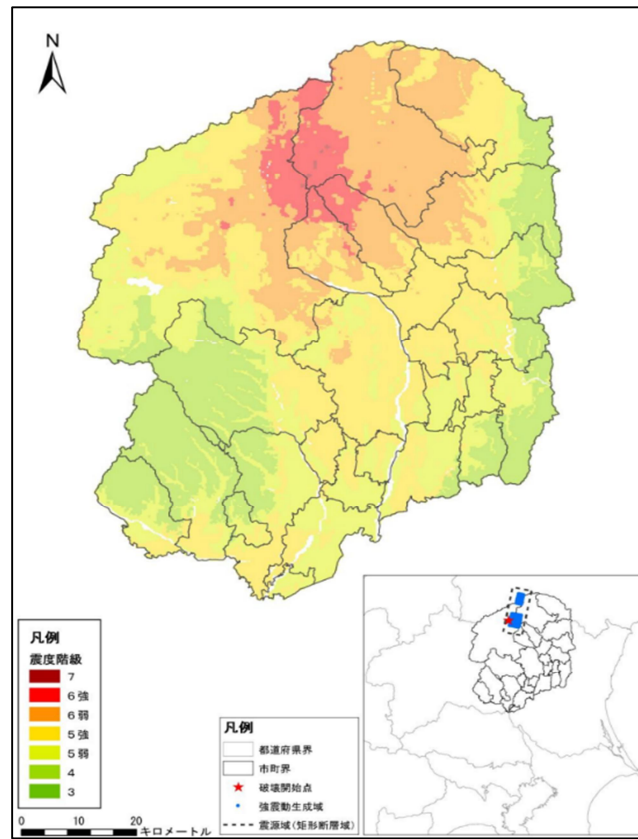 N
凡例
震度階級
7
6強
6弱
5強
5弱
4
3
0 5 10 20
キロメートル
凡例
都道府県界
市町界
破壊開始点
強震動生成域
震源域(矩形断層域)